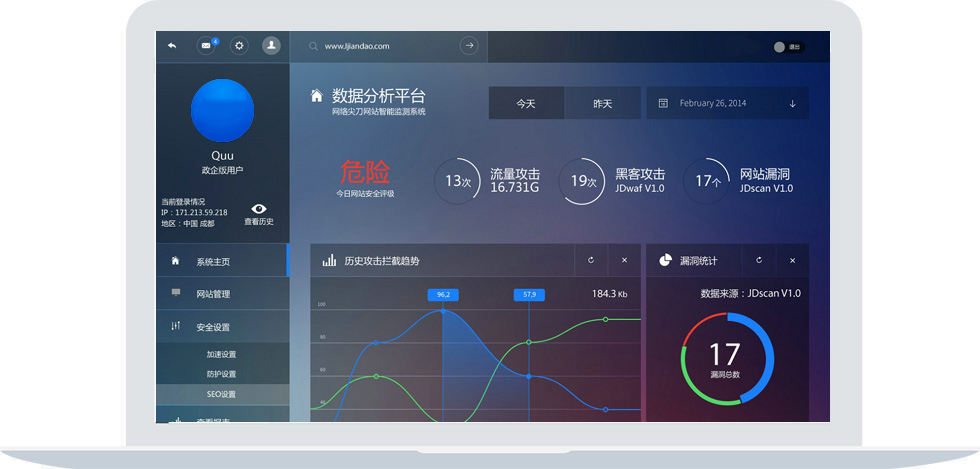 4
www.ljiandao.com
退出
Quu
政企版用户
当前登录情况
IP：171.213.59.218
地区：中国 成都
查看历史
系统主页
网站管理
安全设置
加速设置
防护设置
SEO设置
数据分析平台
网络尖刀网站智能监测系统
今天
昨天
February 26, 2014
危险
今日网站安全评级
13次
流量攻击
16.731G
19次
黑客攻击
JDwaf V1.0
17个
网站漏洞
JDscan V1.0
历史攻击拦截趋势
96,2
57,9
184.3 Kb
100
80
60
40
漏洞统计
数据来源：JDscan V1.0
17
漏洞总数